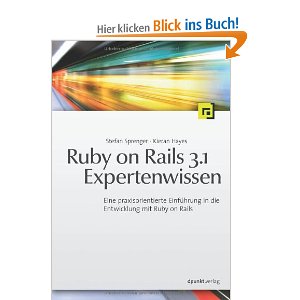 Hier klicken Blick ins Buch!
Stefan Sprenger · Kieran Hayes
Ruby on Rails 3.1
Expertenwissen
Eine praxisorientierte Einführung in die
Entwicklung mit Ruby on Rails
dpunkt.verlag